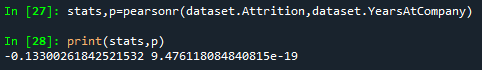 In [27]: stats,p=pearsonr(dataset.Attrition,dataset.YearsAtCompany)
In [28]: print(stats,p)
-0.13300261842521532 9.476118084840815e-19